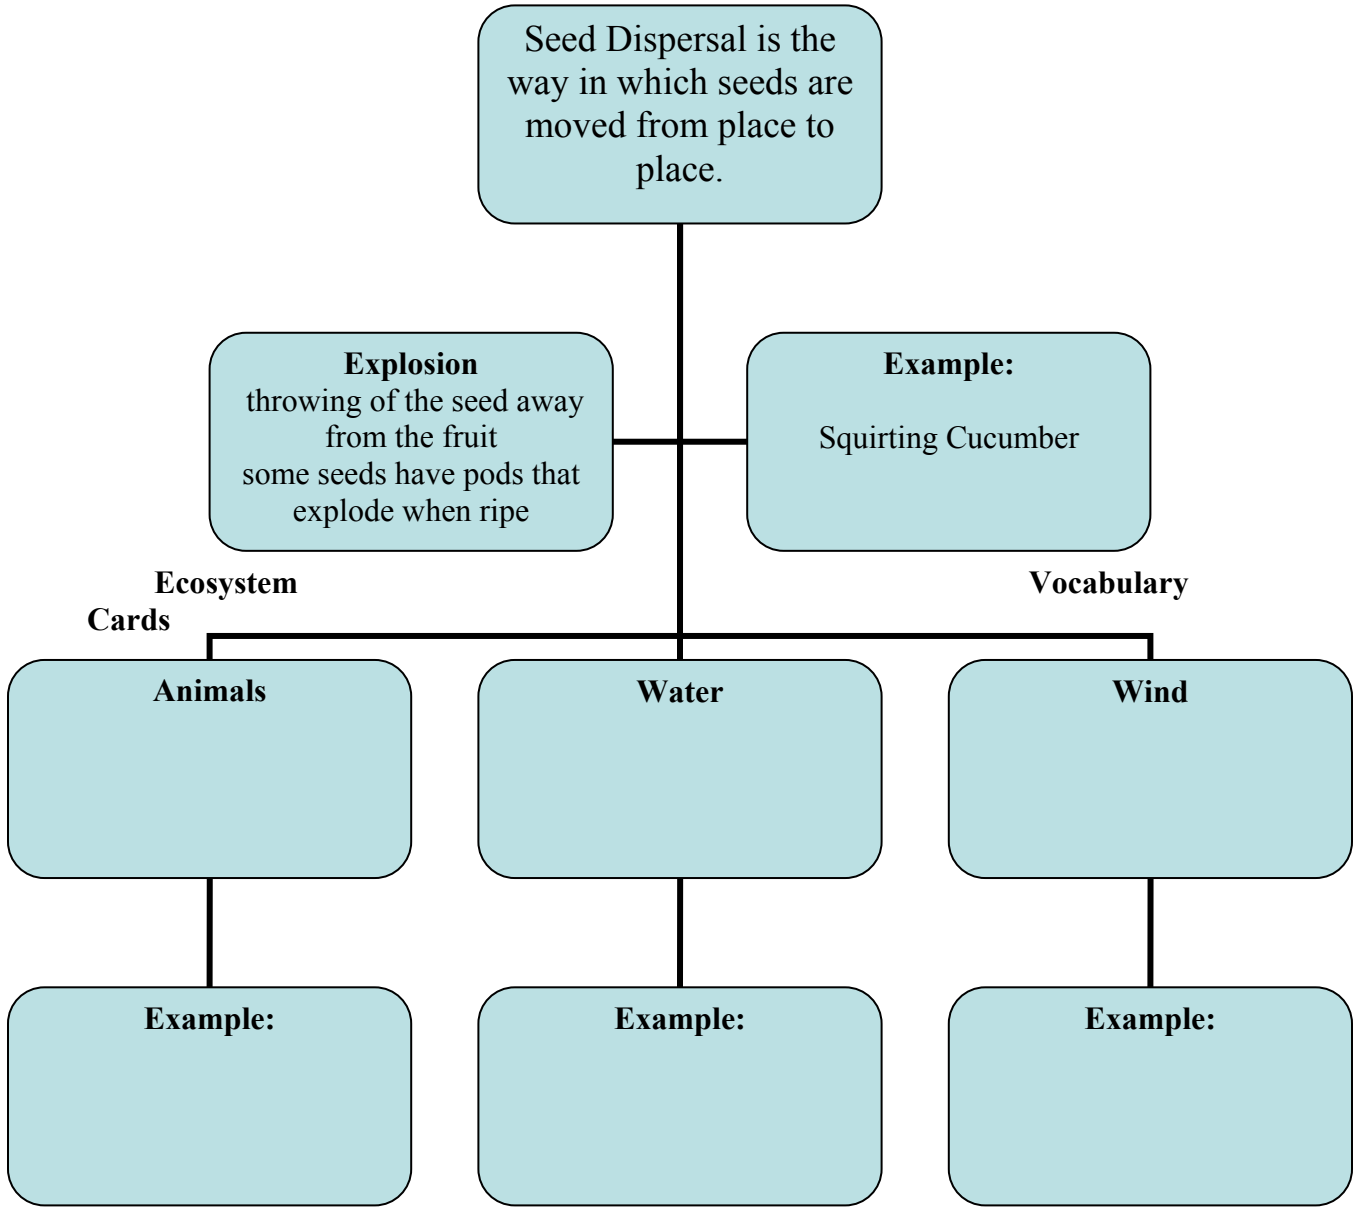 Seed Dispersal is the
way in which seeds are
moved from place to
place.
Explosion
throwing of the seed away
from the fruit
some seeds have pods that
explode when ripe
Example:
Squirting Cucumber
Ecosystem Vocabulary
Cards
Animals
Water
Wind
Example:
Example:
Example: